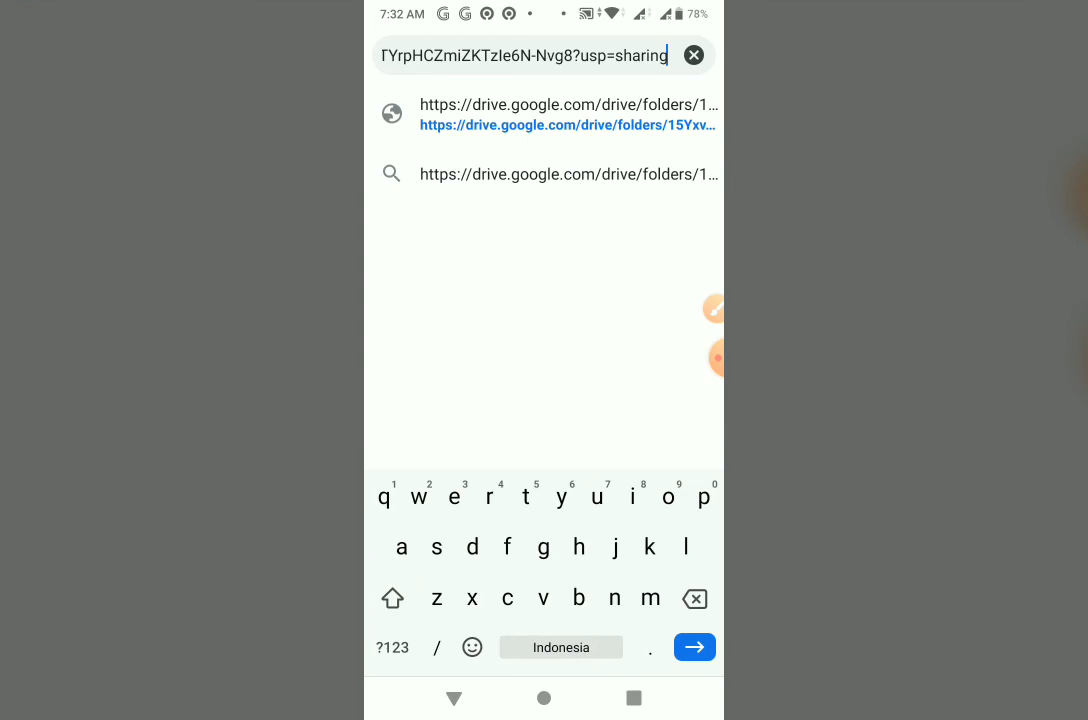 7:32 AM 78%
TYrpHCZmiZKTzIe6N-Nvg8?usp=sharing
https://drive.google.com/drive/folders/1...
https://drive.google.com/drive/folders/15Yxv...
https://drive.google.com/drive/folders/1...
1 2 3 4 5 6 7 8 9 0
q w e r t y u i o p
a s d f g h j k l
z x c v b n m
?123 / Indonesia .